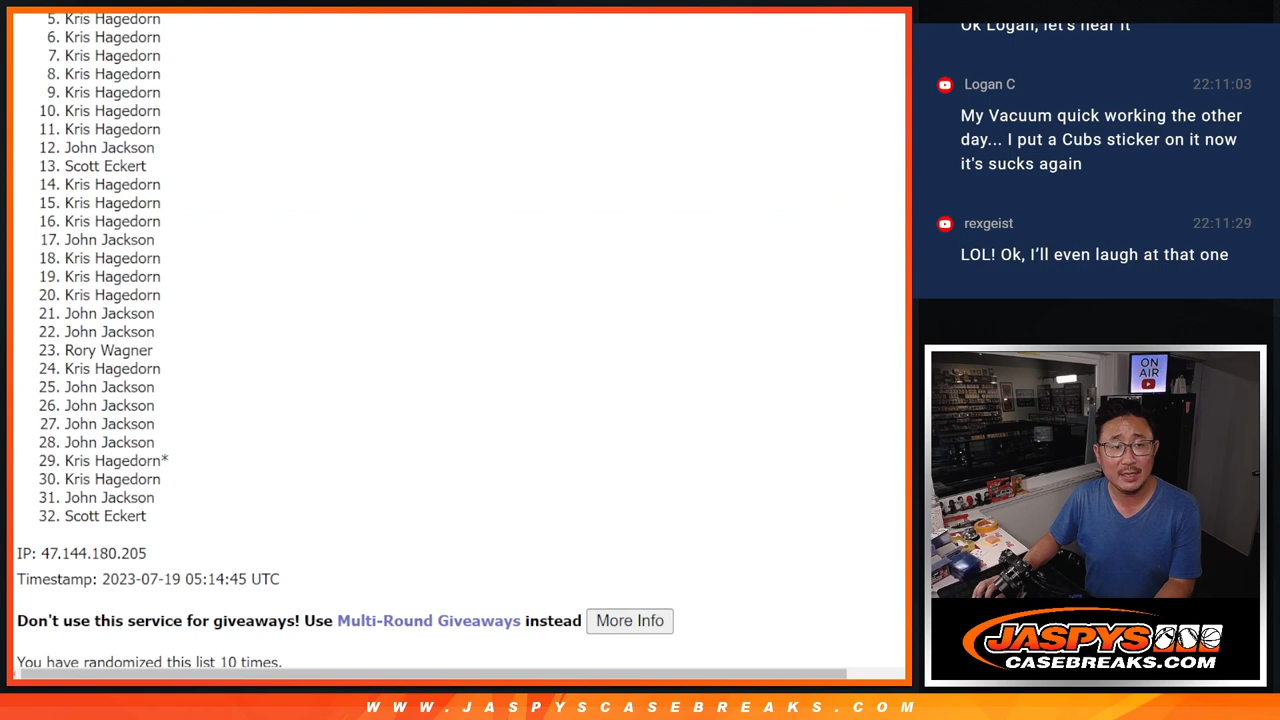 5. Kris Hagedorn
6. Kris Hagedorn
7. Kris Hagedorn
8. Kris Hagedorn
9. Kris Hagedorn
10. Kris Hagedorn
11. Kris Hagedorn
12. John Jackson
13. Scott Eckert
14. Kris Hagedorn
15. Kris Hagedorn
16. Kris Hagedorn
17. John Jackson
18. Kris Hagedorn
19. Kris Hagedorn
20. Kris Hagedorn
21. John Jackson
22. John Jackson
23. Rory Wagner
24. Kris Hagedorn
25. John Jackson
26. John Jackson
27. John Jackson
28. John Jackson
29. Kris Hagedorn*
30. Kris Hagedorn
31. John Jackson
32. Scott Eckert
IP: 47.144.180.205
Timestamp: 2023-07-19 05:14:45 UTC
Don't use this service for giveaways! Use Multi-Round Giveaways instead More Info
You have randomized this list 10 times.
Ok Logan, let's hear it
Logan C 22:11:03
My Vacuum quick working the other
day... I put a Cubs sticker on it now
it's sucks again
rexgeist 22:11:29
LOL! Ok, I'll even laugh at that one
ON
AIR
JASPYS
CASEBREAKS.COM
WWW.JASPYSCASEBREAKS.COM